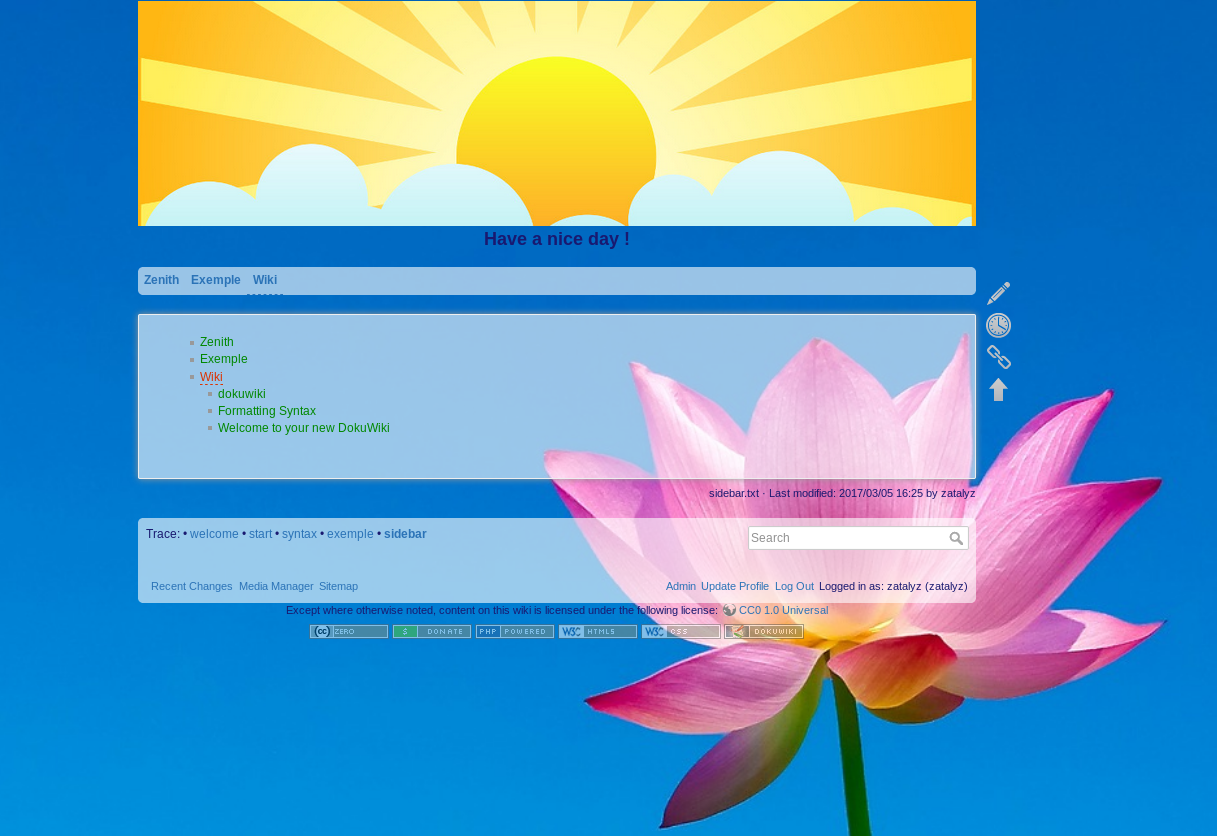 Have a nice day !
Zenith Exemple Wiki
Zenith
Exemple
Wiki
dokuwiki
Formatting Syntax
Welcome to your new DokuWiki
sidebar.txt · Last modified: 2017/03/05 16:25 by zatalyz
Trace: • welcome • start • syntax • exemple • sidebar
Search
Recent Changes Media Manager Sitemap
Admin Update Profile Log Out Logged in as: zatalyz (zatalyz)
Except where otherwise noted, content on this wiki is licensed under the following license: CC0 1.0 Universal
cc ZERO $ DONATE PHP POWERED W3C HTML5 W3C CSS DOKUWIKI